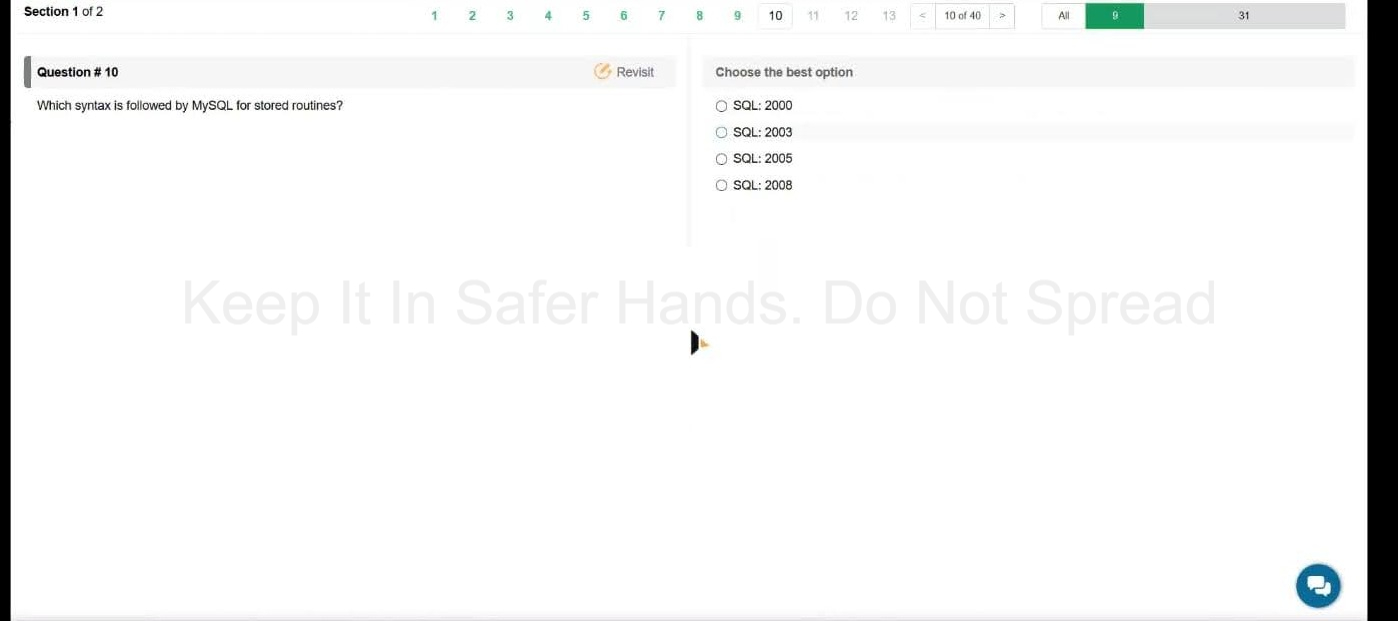 Section 1 of 2
1 2 3 4 5 6 7 8 9 10 11 12 13 < 10 of 40 > All 9 31
Question # 10
Revisit
Which syntax is followed by MySQL for stored routines?
Choose the best option
SQL: 2000
SQL: 2003
SQL: 2005
SQL: 2008
Keep It In Safer Hands. Do Not Spread